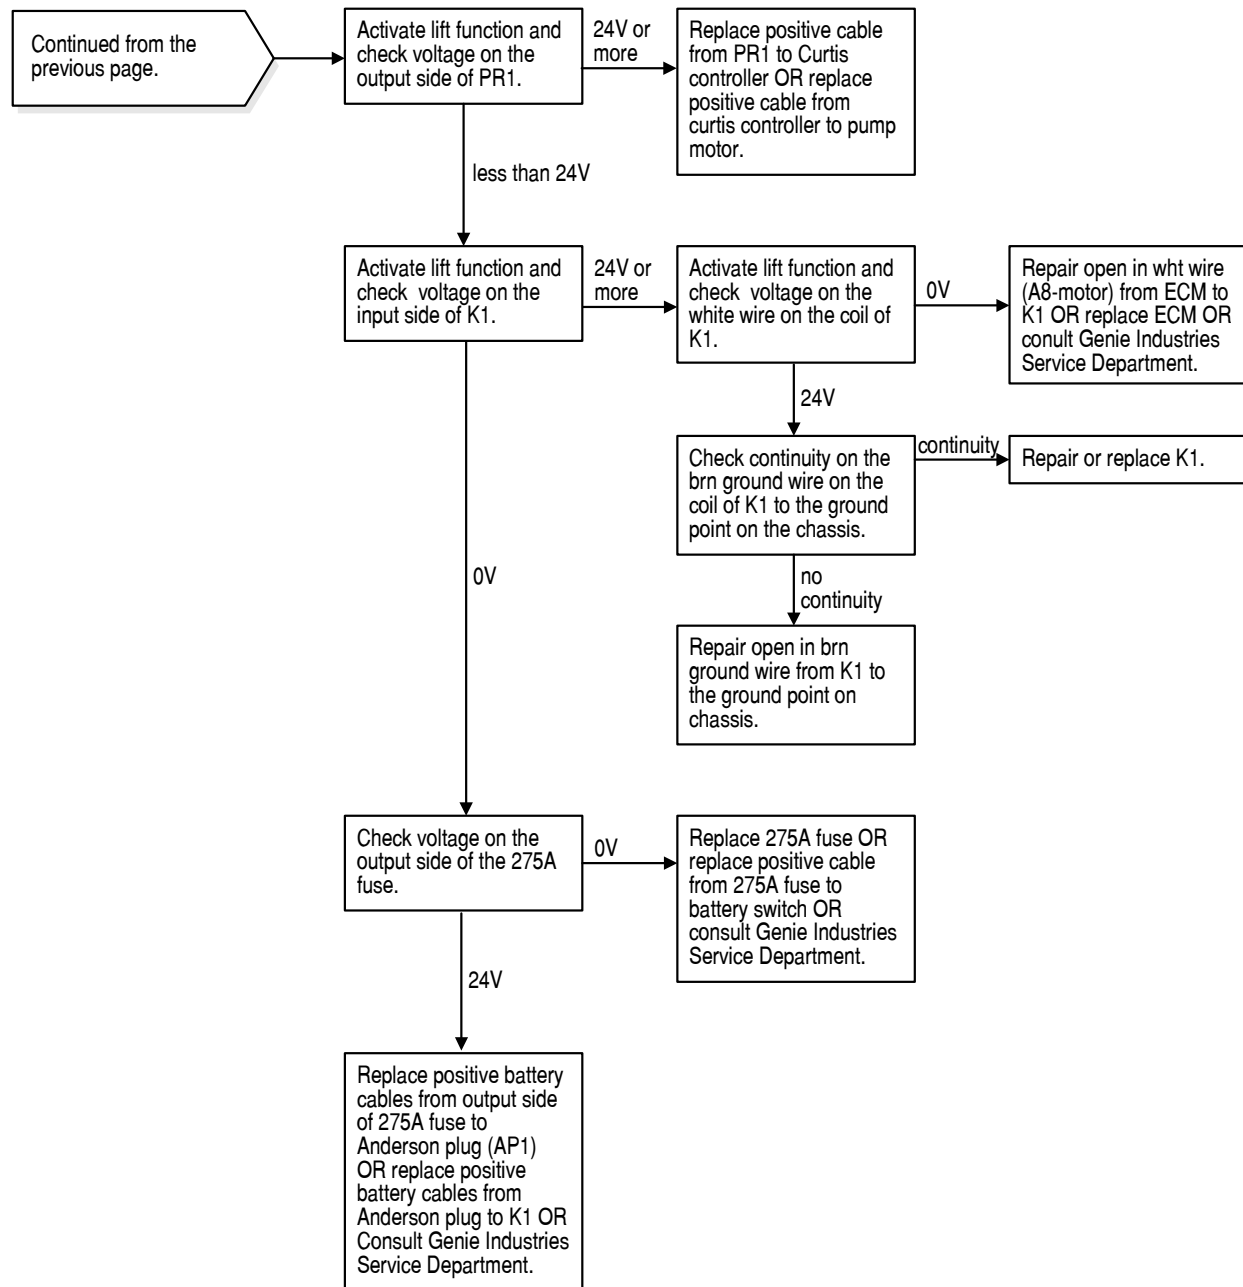 Continued from the
previous page.
Activate lift function and
check voltage on the
output side of PR1.
24V or
more
Replace positive cable
from PR1 to Curtis
controller OR replace
positive cable from
curtis controller to pump
motor.
less than 24V
Activate lift function and
check voltage on the
input side of K1.
24V or
more
Activate lift function and
check voltage on the
white wire on the coil of
K1.
0V
Repair open in wht wire
(A8-motor) from ECM to
K1 OR replace ECM OR
conult Genie Industries
Service Department.
24V
Check continuity on the
brn ground wire on the
coil of K1 to the ground
point on the chassis.
continuity
Repair or replace K1.
no
continuity
Repair open in brn
ground wire from K1 to
the ground point on
chassis.
0V
Check voltage on the
output side of the 275A
fuse.
0V
Replace 275A fuse OR
replace positive cable
from 275A fuse to
battery switch OR
consult Genie Industries
Service Department.
24V
Replace positive battery
cables from output side
of 275A fuse to
Anderson plug (AP1)
OR replace positive
battery cables from
Anderson plug to K1 OR
Consult Genie Industries
Service Department.